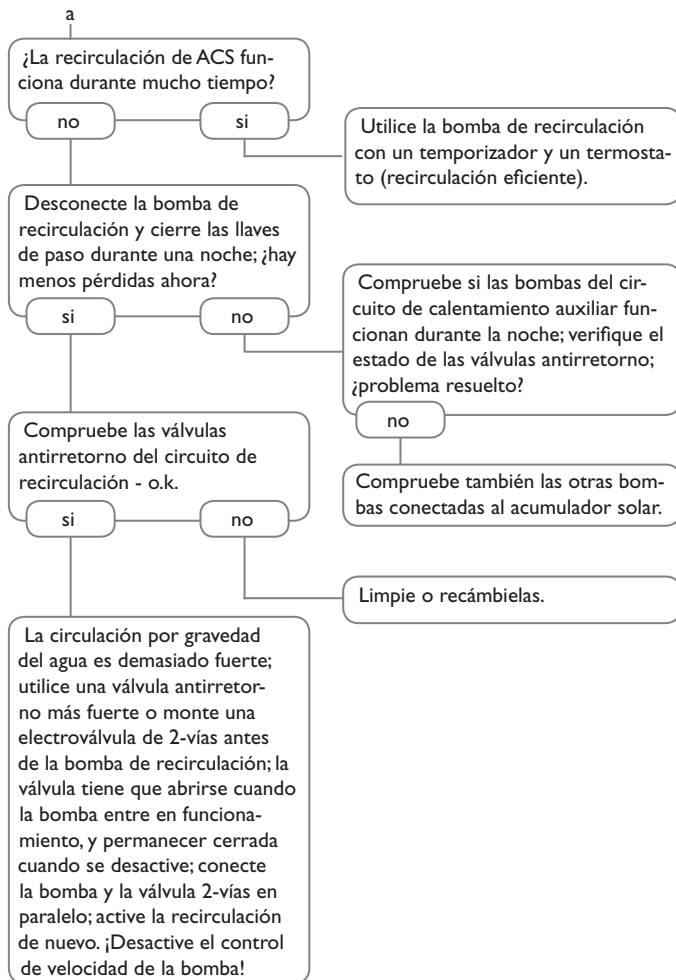 a
¿La recirculación de ACS fun-
ciona durante mucho tiempo?
no
si
Utilice la bomba de recirculación
con un temporizador y un termosta-
to (recirculación eficiente).
Desconecte la bomba de
recirculación y cierre las llaves
de paso durante una noche; ¿hay
menos pérdidas ahora?
si
no
Compruebe si las bombas del cir-
cuito de calentamiento auxiliar fun-
cionan durante la noche; verifique el
estado de las válvulas antirretorno;
¿problema resuelto?
no
Compruebe también las otras bom-
bas conectadas al acumulador solar.
Compruebe las válvulas
antirretorno del circuito de
recirculación - o.k.
si
no
Limpie o recámbielas.
La circulación por gravedad
del agua es demasiado fuerte;
utilice una válvula antirretor-
no más fuerte o monte una
electroválvula de 2-vías antes
de la bomba de recirculación; la
válvula tiene que abrirse cuando
la bomba entre en funciona-
miento, y permanecer cerrada
cuando se desactive; conecte
la bomba y la válvula 2-vías en
paralelo; active la recirculación
de nuevo. ¡Desactive el control
de velocidad de la bomba!